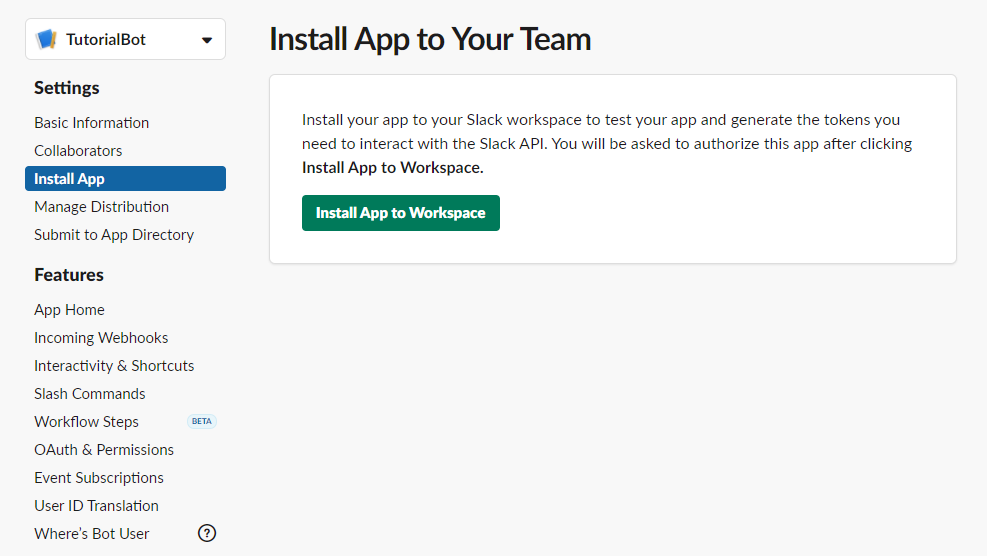 TutorialBot
Settings
Basic Information
Collaborators
Install App
Manage Distribution
Submit to App Directory
Features
App Home
Incoming Webhooks
Interactivity & Shortcuts
Slash Commands
Workflow Steps BETA
OAuth & Permissions
Event Subscriptions
User ID Translation
Where's Bot User ?
Install App to Your Team
Install your app to your Slack workspace to test your app and generate the tokens you
need to interact with the Slack API. You will be asked to authorize this app after clicking
Install App to Workspace.
Install App to Workspace